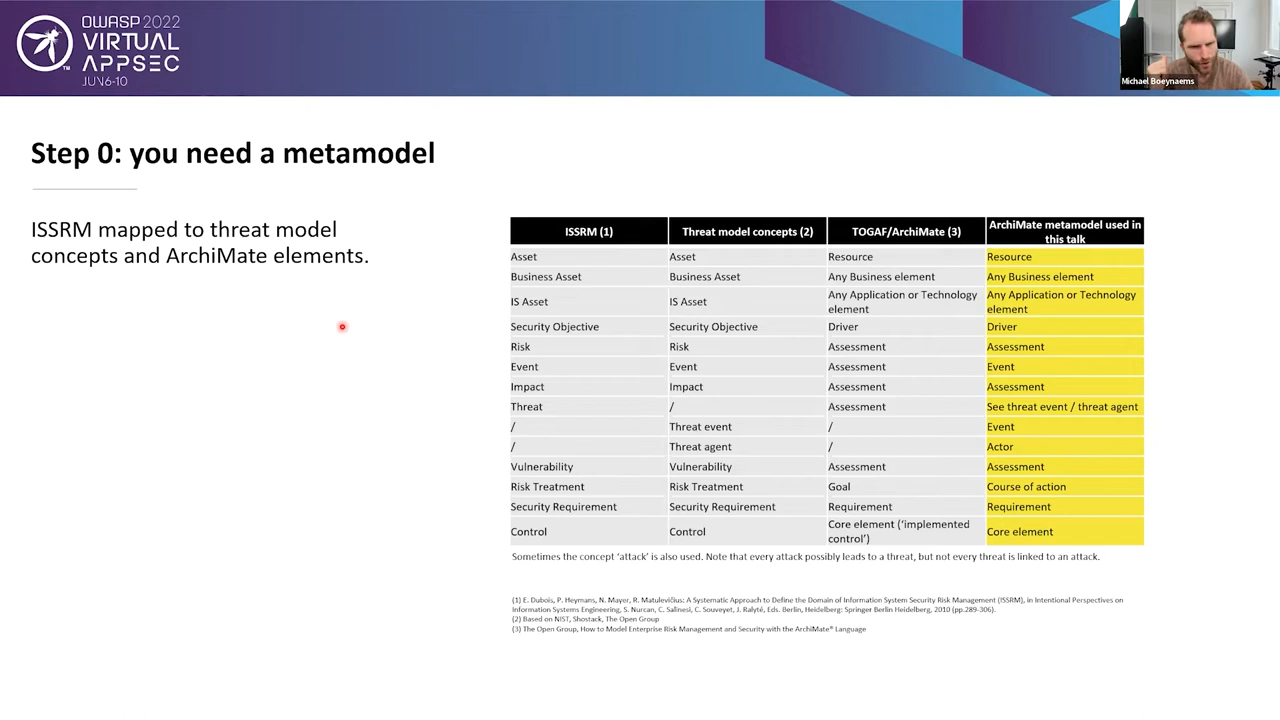 OWASP 2022
VIRTUAL
APPSEC
JUN 6-10
TM
Michael Boeynaems
Step 0: you need a metamodel
ISSRM mapped to threat model
concepts and ArchiMate elements.
ISSRM (1) Threat model concepts (2) TOGAF/ArchiMate (3) ArchiMate metamodel used in
this talk
Asset Asset Resource Resource
Business Asset Business Asset Any Business element Any Business element
IS Asset IS Asset Any Application or Technology Any Application or Technology
element element
Security Objective Security Objective Driver Driver
Risk Risk Assessment Assessment
Event Event Assessment Event
Impact Impact Assessment Assessment
Threat / Assessment See threat event / threat agent
/ Threat event / Event
/ Threat agent / Actor
Vulnerability Vulnerability Assessment Assessment
Risk Treatment Risk Treatment Goal Course of action
Security Requirement Security Requirement Requirement Requirement
Control Control Core element ('implemented Core element
control')
Sometimes the concept 'attack' is also used. Note that every attack possibly leads to a threat, but not every threat is linked to an attack.
(1) E. Dubois, P. Heymans, N. Mayer, R. Matulevičius: A Systematic Approach to Define the Domain of Information System Security Risk Management (ISSRM), in Intentional Perspectives on
Information Systems Engineering, S. Nurcan, C. Salinesi, C. Souveyet, J. Ralyté, Eds. Berlin, Heidelberg: Springer Berlin Heidelberg, 2010 (pp.289-306).
(2) Based on NIST, Shostack, The Open Group
(3) The Open Group, How to Model Enterprise Risk Management and Security with the ArchiMate® Language